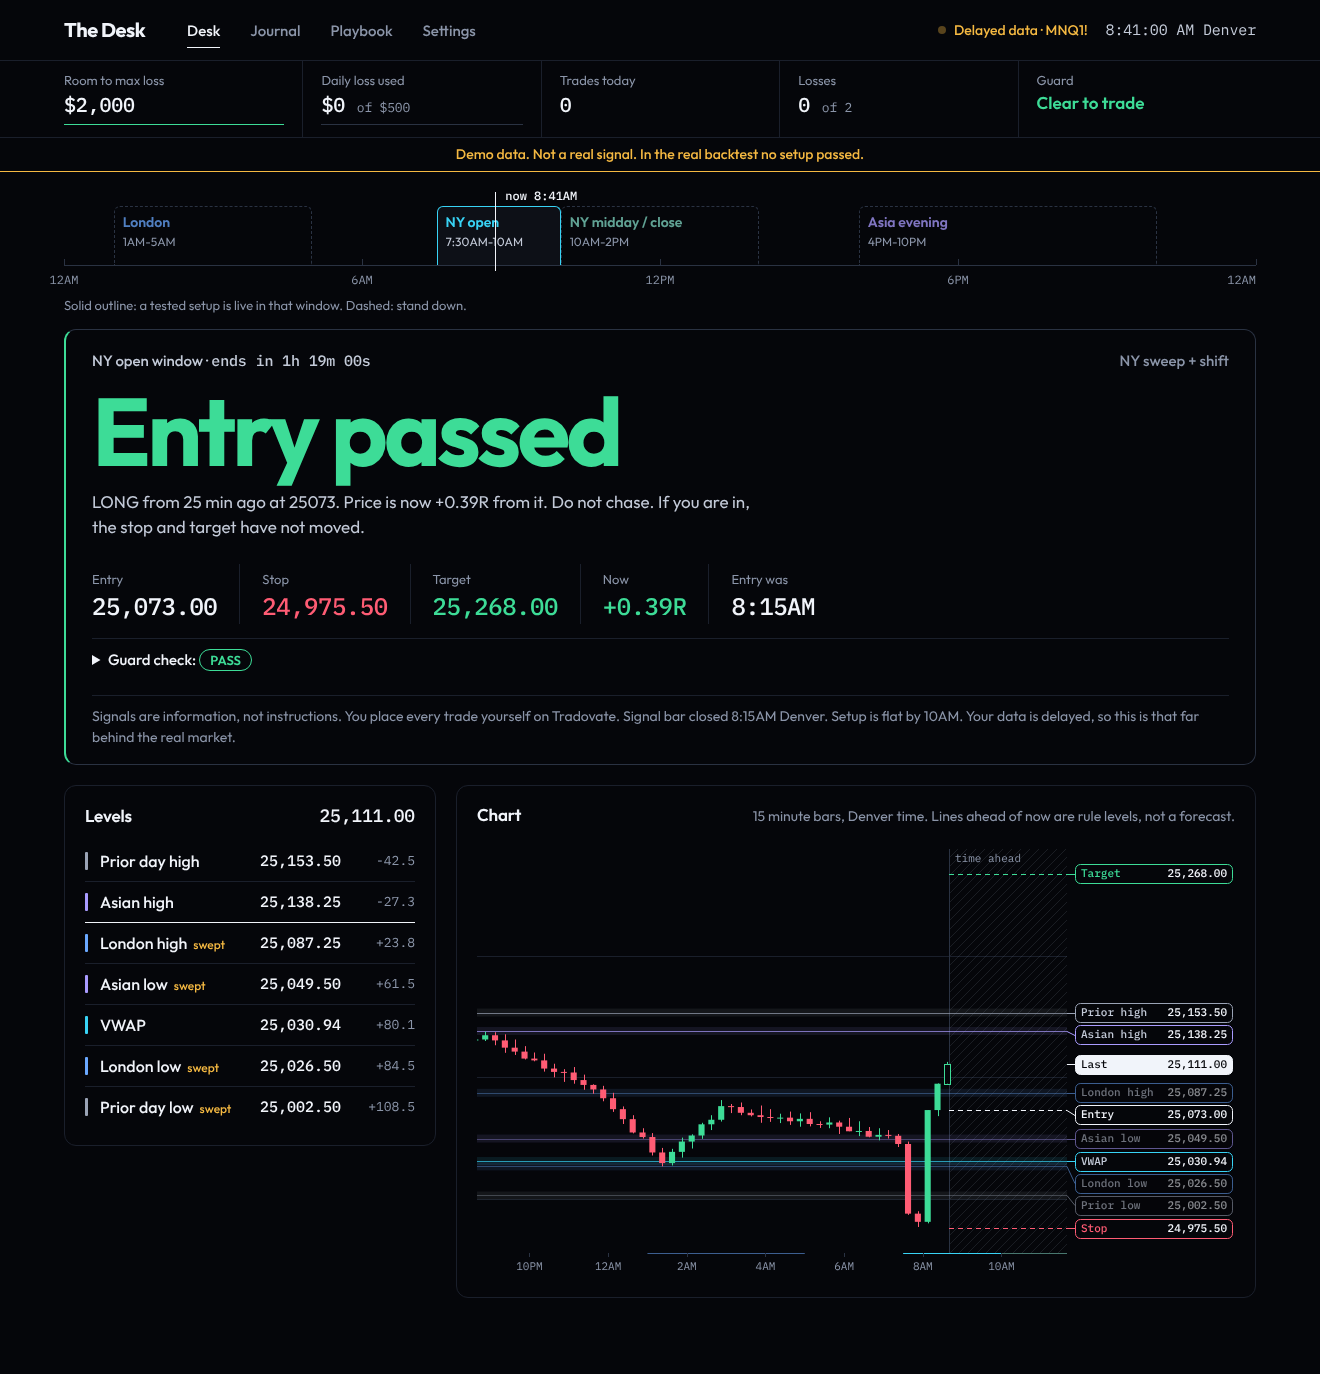 The Desk
Desk Journal Playbook Settings
Delayed data · MNQ1! 8:41:00 AM Denver
Room to max loss
$2,000
Daily loss used
$0 of $500
Trades today
0
Losses
0 of 2
Guard
Clear to trade
Demo data. Not a real signal. In the real backtest no setup passed.
now 8:41AM
London
1AM-5AM
NY open
7:30AM-10AM
NY midday / close
10AM-2PM
Asia evening
4PM-10PM
12AM 6AM 12PM 6PM 12AM
Solid outline: a tested setup is live in that window. Dashed: stand down.
NY open window · ends in 1h 19m 00s
NY sweep + shift
Entry passed
LONG from 25 min ago at 25073. Price is now +0.39R from it. Do not chase. If you are in,
the stop and target have not moved.
Entry
25,073.00
Stop
24,975.50
Target
25,268.00
Now
+0.39R
Entry was
8:15AM
Guard check: PASS
Signals are information, not instructions. You place every trade yourself on Tradovate. Signal bar closed 8:15AM Denver. Setup is flat by 10AM. Your data is delayed, so this is that far
behind the real market.
Levels 25,111.00
Prior day high 25,153.50 -42.5
Asian high 25,138.25 -27.3
London high swept 25,087.25 +23.8
Asian low swept 25,049.50 +61.5
VWAP 25,030.94 +80.1
London low swept 25,026.50 +84.5
Prior day low swept 25,002.50 +108.5
Chart
15 minute bars, Denver time. Lines ahead of now are rule levels, not a forecast.
time ahead
Target 25,268.00
Prior high 25,153.50
Asian high 25,138.25
Last 25,111.00
London high 25,087.25
Entry 25,073.00
Asian low 25,049.50
VWAP 25,030.94
London low 25,026.50
Prior low 25,002.50
Stop 24,975.50
10PM 12AM 2AM 4AM 6AM 8AM 10AM